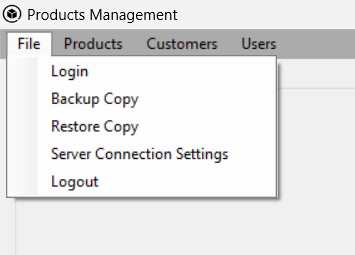 Products Management
File Products Customers Users
Login
Backup Copy
Restore Copy
Server Connection Settings
Logout